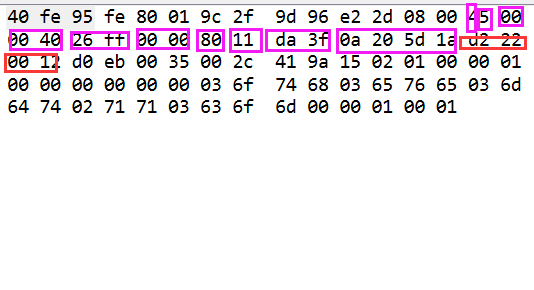 40 fe 95 fe 80 01 9c 2f 9d 96 e2 2d 08 00 45 00
00 40 26 ff 00 00 80 11 da 3f 0a 20 5d 1a d2 22
00 12 d0 eb 00 35 00 2c 41 9a 15 02 01 00 00 01
00 00 00 00 00 00 03 6f 74 68 03 65 76 65 03 6d
64 74 02 71 71 03 63 6f 6d 00 00 01 00 01